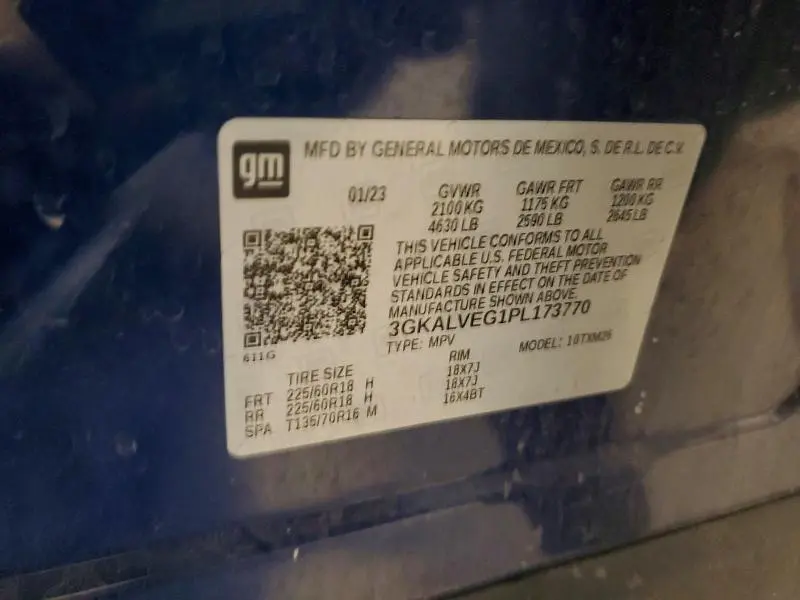 gm
MFD BY GENERAL MOTORS DE MEXICO, S. DE R.L. DE C.V.
01/23 GVWR GAWR FRT GAWR RR
2100 KG 1175 KG 1200 KG
4630 LB 2590 LB 2645 LB
THIS VEHICLE CONFORMS TO ALL
APPLICABLE U.S. FEDERAL MOTOR
VEHICLE SAFETY AND THEFT PREVENTION
STANDARDS IN EFFECT ON THE DATE OF
MANUFACTURE SHOWN ABOVE.
3GKALVEG1PL173770
611G
TYPE: MPV MODEL: 10TXM26
TIRE SIZE RIM
FRT 225/60R18 H 18X7J
RR 225/60R18 H 18X7J
SPA T135/70R16 M 16X4BT